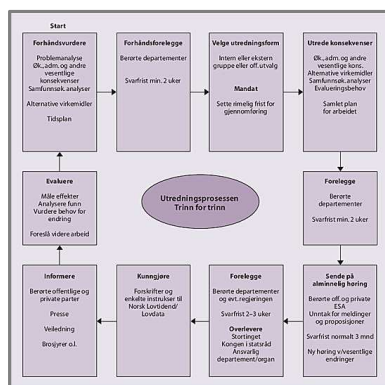 Start
Forhåndsvurdere
Problemanalyse
Øk., adm. og andre
vesentlige
konsekvenser
Samfunnsøk. analyser
Alternative virkemidler
Tidsplan
Forhåndsforelegge
Berørte departementer
Svarfrist min. 2 uker
Velge utredningsform
Intern eller ekstern
gruppe eller off. utvalg
Mandat
Sette rimelig frist for
gjennomføring
Utrede konsekvenser
Øk., adm. og andre
vesentlige kons.
Alternative virkemidler
Samfunnsøk. analyser
Evalueringsbehov
Samlet plan
for arbeidet
Forelegge
Berørte
departementer
Svarfrist min. 2 uker
Sende på
alminnelig høring
Berørte off. og private
ESA
Unntak for meldinger
og proposisjoner
Svarfrist normalt 3 mnd
Ny høring v/vesentlige
endringer
Forelegge
Berørte departementer
og evt. regjeringen
Svarfrist 2–3 uker
Overlevere
Stortinget
Kongen i statsråd
Ansvarlig
departement/organ
Kunngjøre
Forskrifter og
enkelte instrukser til
Norsk Lovtidend/
Lovdata
Informere
Berørte offentlige og
private parter
Presse
Veiledning
Brosjyrer o.l.
Evaluere
Måle effekter
Analysere funn
Vurdere behov for
endring
Foreslå videre arbeid
Utredningsprosessen
Trinn for trinn